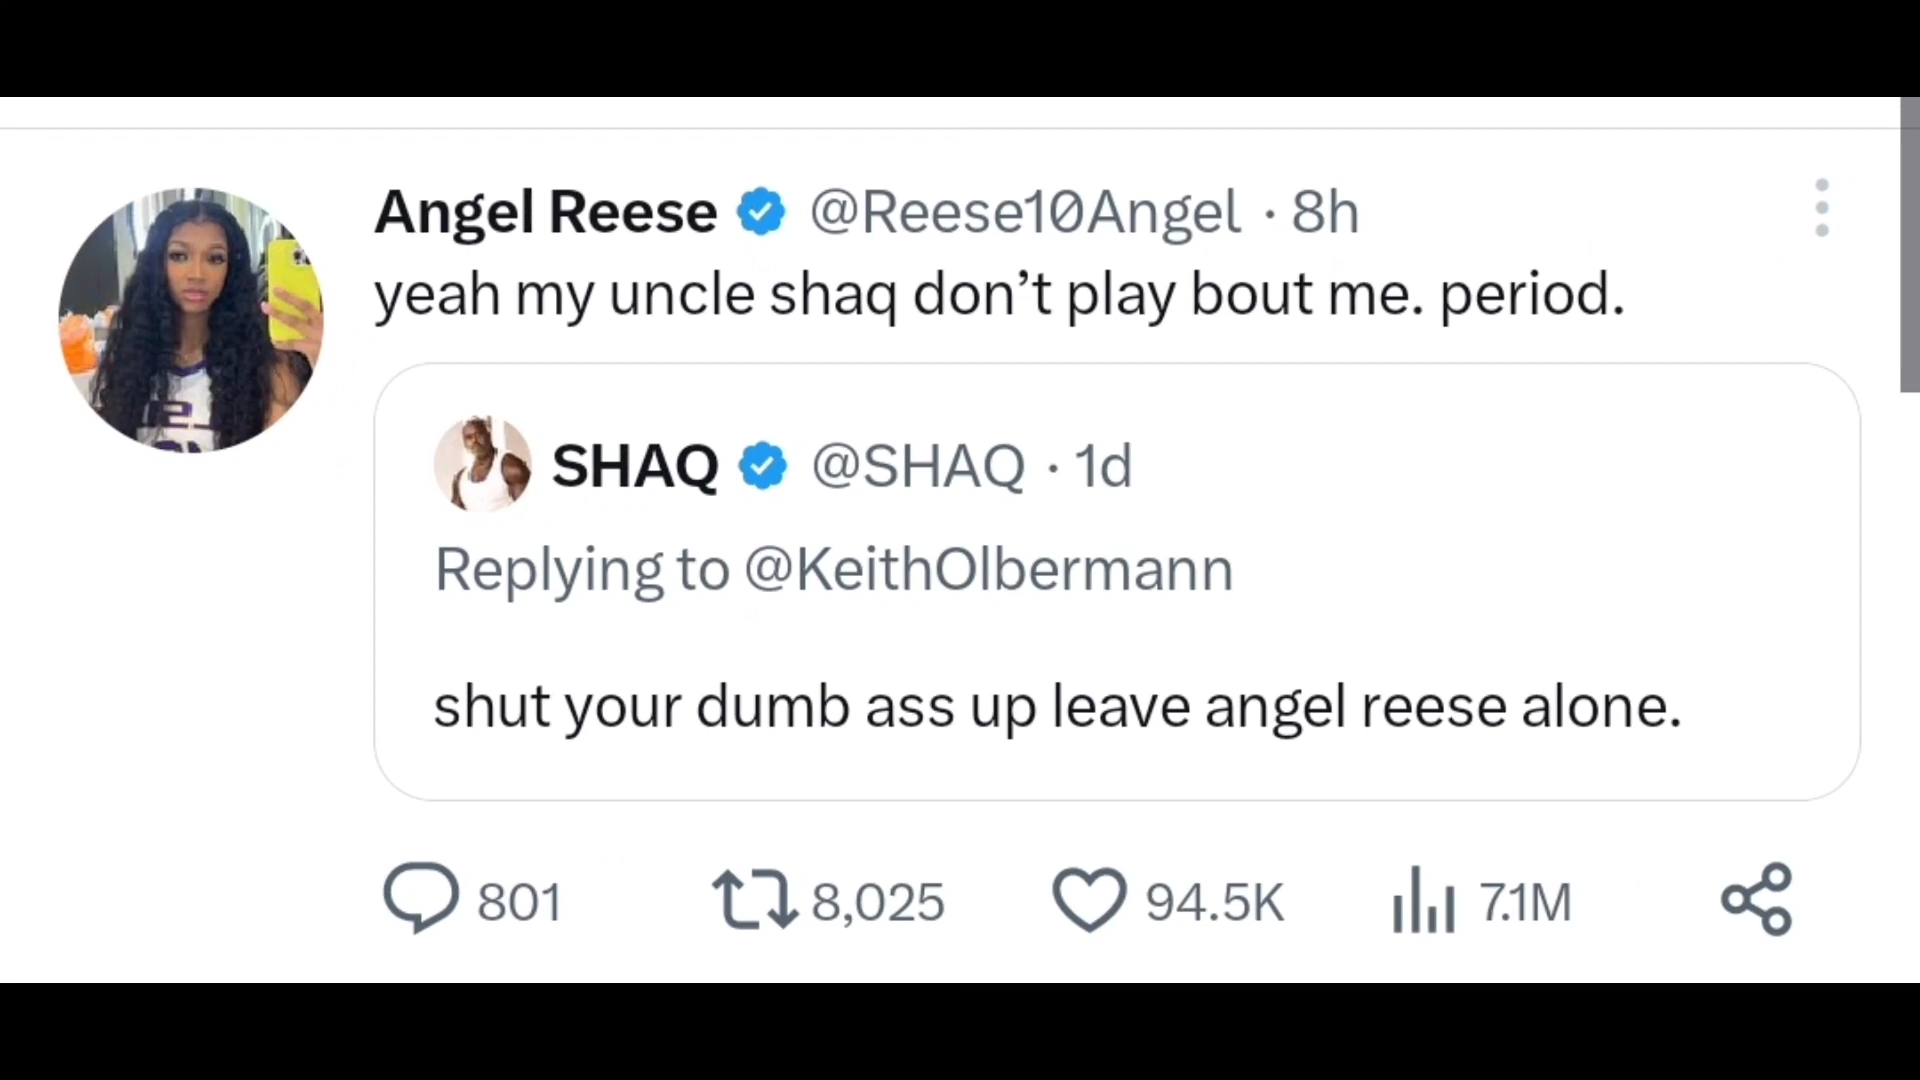 Angel Reese @Reese10Angel · 8h
yeah my uncle shaq don’t play bout me. period.
SHAQ @SHAQ · 1d
Replying to @KeithOlbermann
shut your dumb ass up leave angel reese alone.
801 8,025 94.5K 7.1M